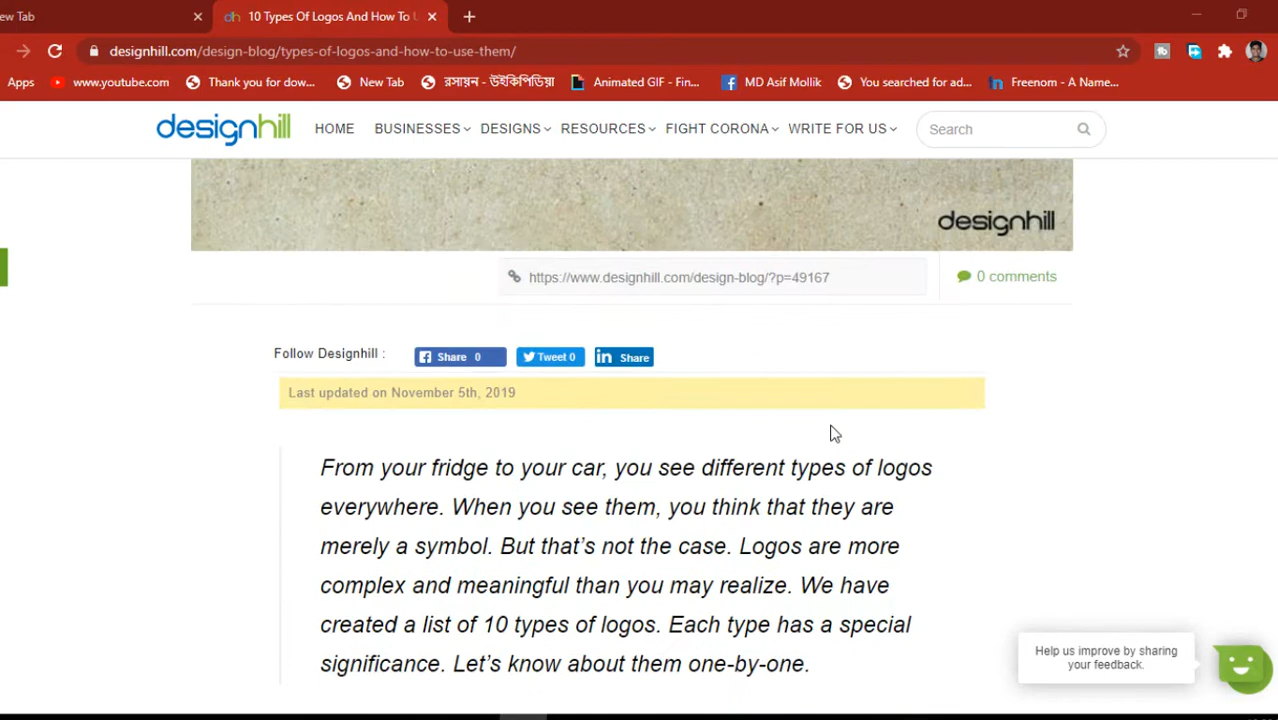 ew Tab
10 Types Of Logos And How To U
designhill.com/design-blog/types-of-logos-and-how-to-use-them/
Apps www.youtube.com Thank you for dow... New Tab রসায়ন - উইকিপিডিয়া Animated GIF - Fin... MD Asif Mollik You searched for ad... Freenom - A Name...
designhill HOME BUSINESSES DESIGNS RESOURCES FIGHT CORONA WRITE FOR US Search
designhill
https://www.designhill.com/design-blog/?p=49167 0 comments
Follow Designhill : Share 0 Tweet 0 in Share
Last updated on November 5th, 2019
From your fridge to your car, you see different types of logos
everywhere. When you see them, you think that they are
merely a symbol. But that's not the case. Logos are more
complex and meaningful than you may realize. We have
created a list of 10 types of logos. Each type has a special
significance. Let's know about them one-by-one.
Help us improve by sharing
your feedback.